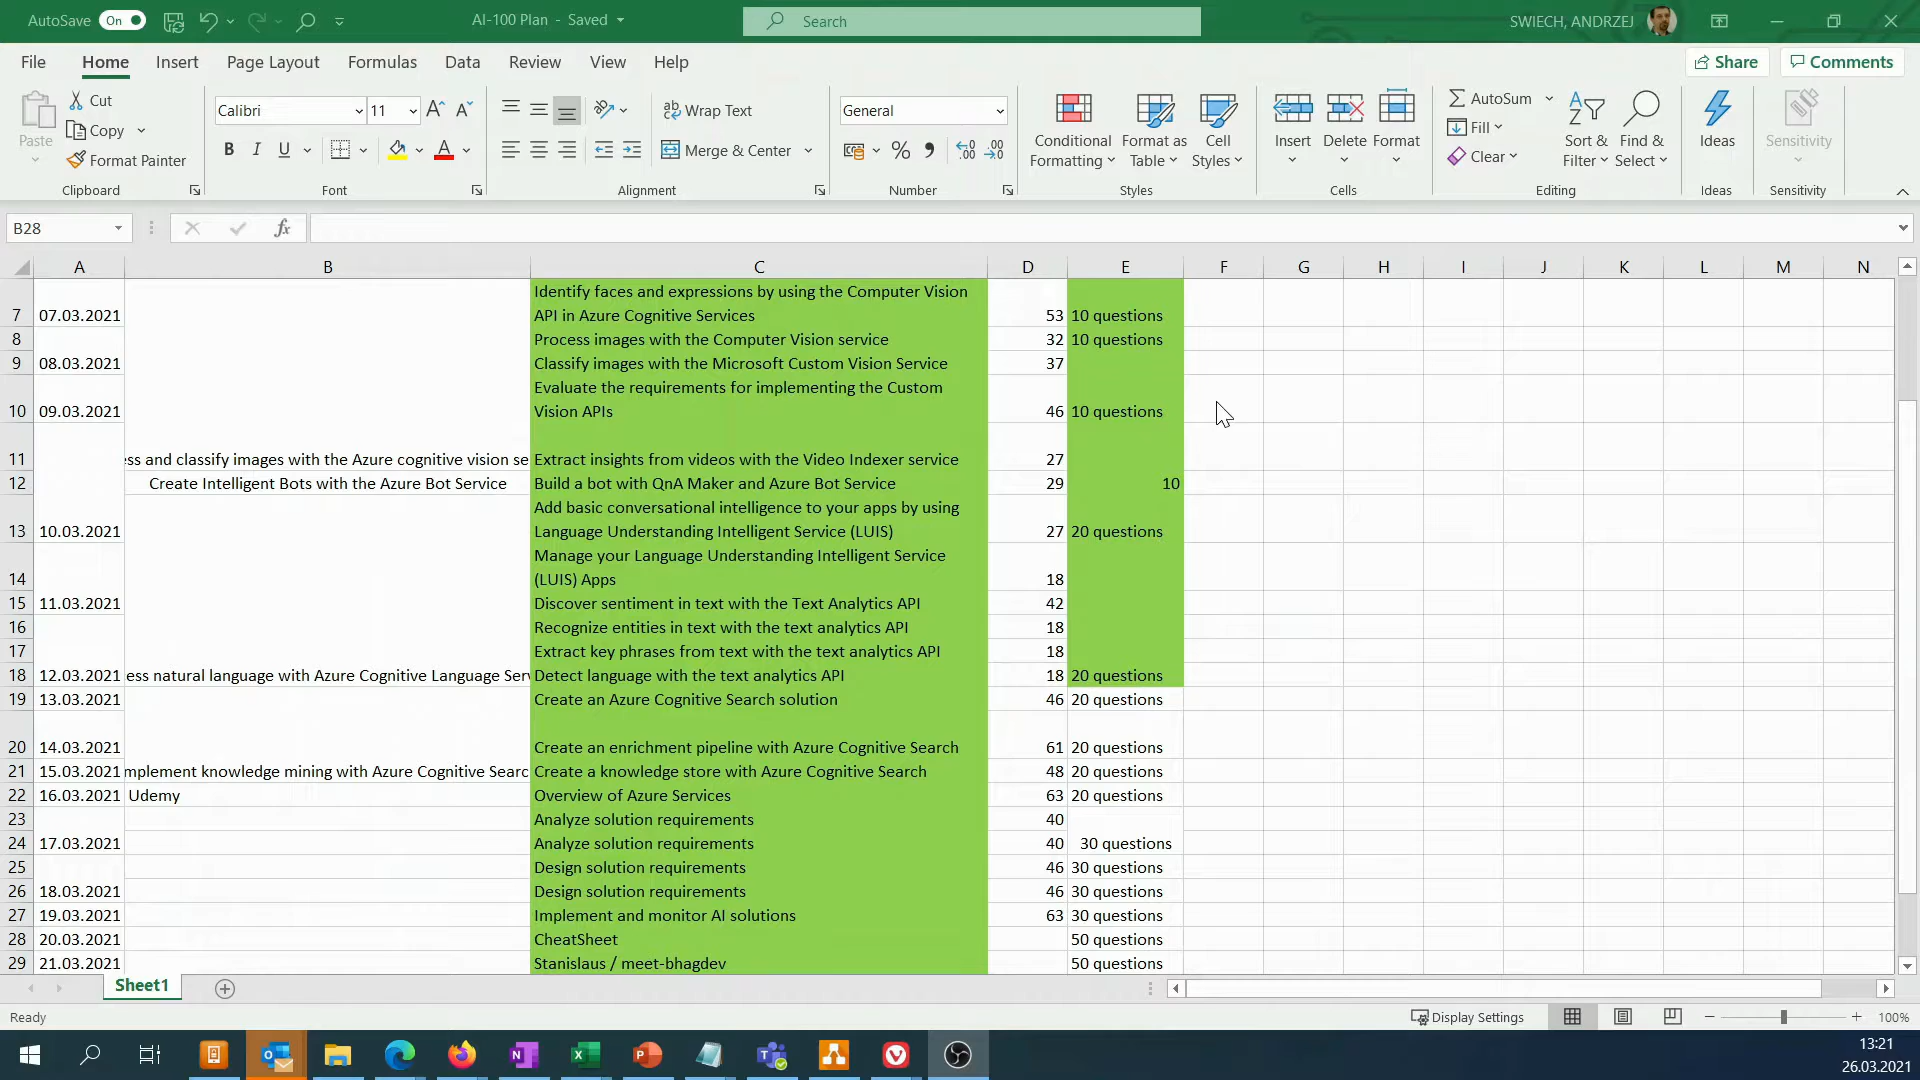 AutoSave On AI-100 Plan - Saved Search SWIECH, ANDRZEJ
File Home Insert Page Layout Formulas Data Review View Help Share Comments
Paste Cut Copy Format Painter Clipboard
Calibri 11 B I U Font
Wrap Text Merge & Center Alignment
General Number
Conditional Formatting Format as Table Cell Styles Styles
Insert Delete Format Cells
AutoSum Fill Clear Sort & Filter Find & Select Editing
Ideas Ideas
Sensitivity Sensitivity
B28 fx
A B C D E F G H I J K L M N
Identify faces and expressions by using the Computer Vision
7 07.03.2021 API in Azure Cognitive Services 53 10 questions
8 Process images with the Computer Vision service 32 10 questions
9 08.03.2021 Classify images with the Microsoft Custom Vision Service 37
Evaluate the requirements for implementing the Custom
10 09.03.2021 Vision APIs 46 10 questions
11 ss and classify images with the Azure cognitive vision se Extract insights from videos with the Video Indexer service 27
12 Create Intelligent Bots with the Azure Bot Service Build a bot with QnA Maker and Azure Bot Service 29 10
Add basic conversational intelligence to your apps by using
13 10.03.2021 Language Understanding Intelligent Service (LUIS) 27 20 questions
Manage your Language Understanding Intelligent Service
14 (LUIS) Apps 18
15 11.03.2021 Discover sentiment in text with the Text Analytics API 42
16 Recognize entities in text with the text analytics API 18
17 Extract key phrases from text with the text analytics API 18
18 12.03.2021 ess natural language with Azure Cognitive Language Serv Detect language with the text analytics API 18 20 questions
19 13.03.2021 Create an Azure Cognitive Search solution 46 20 questions
20 14.03.2021 Create an enrichment pipeline with Azure Cognitive Search 61 20 questions
21 15.03.2021 mplement knowledge mining with Azure Cognitive Searc Create a knowledge store with Azure Cognitive Search 48 20 questions
22 16.03.2021 Udemy Overview of Azure Services 63 20 questions
23 Analyze solution requirements 40
24 17.03.2021 Analyze solution requirements 40 30 questions
25 Design solution requirements 46 30 questions
26 18.03.2021 Design solution requirements 46 30 questions
27 19.03.2021 Implement and monitor AI solutions 63 30 questions
28 20.03.2021 CheatSheet 50 questions
29 21.03.2021 Stanislaus / meet-bhagdev 50 questions
Sheet1
Ready Display Settings 100%
13:21
26.03.2021